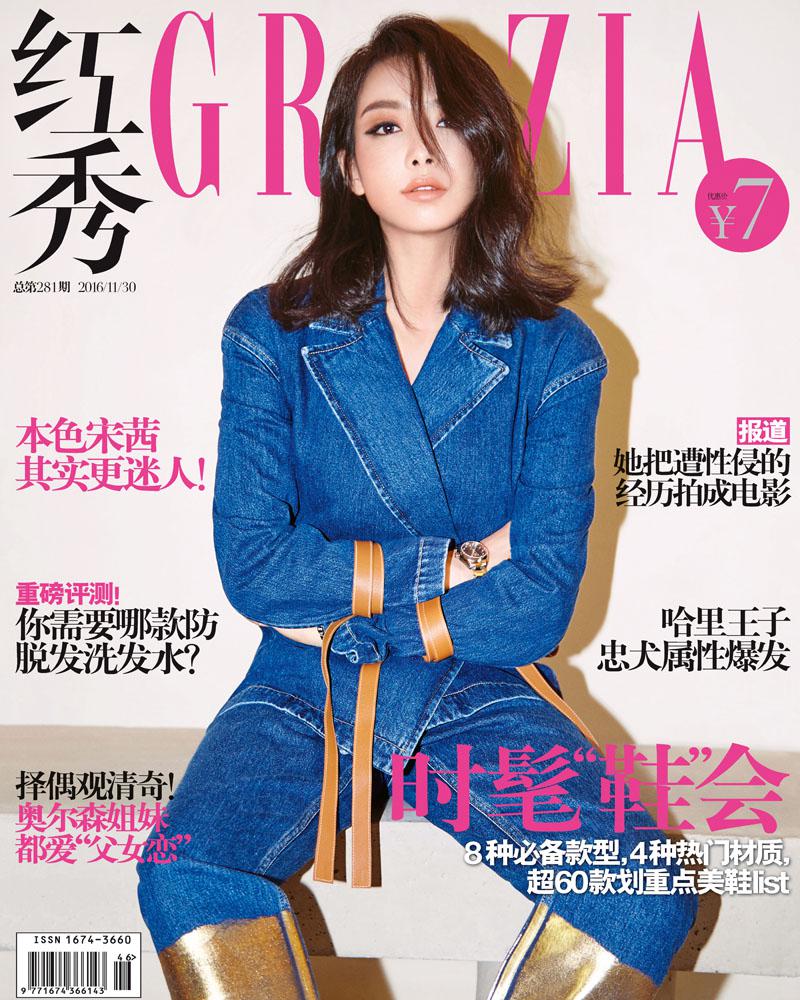 红秀
GRAZIA
优惠价
¥7
总第281期 2016/11/30
本色宋茜
其实更迷人!
报道
她把遭性侵的
经历拍成电影
重磅评测!
你需要哪款防
脱发洗发水?
哈里王子
忠犬属性爆发
择偶观清奇!
奥尔森姐妹
都爱“父女恋”
时髦“鞋”会
8种必备款型,4种热门材质,
超60款划重点美鞋list
ISSN 1674-3660
46>
9 771674 366143